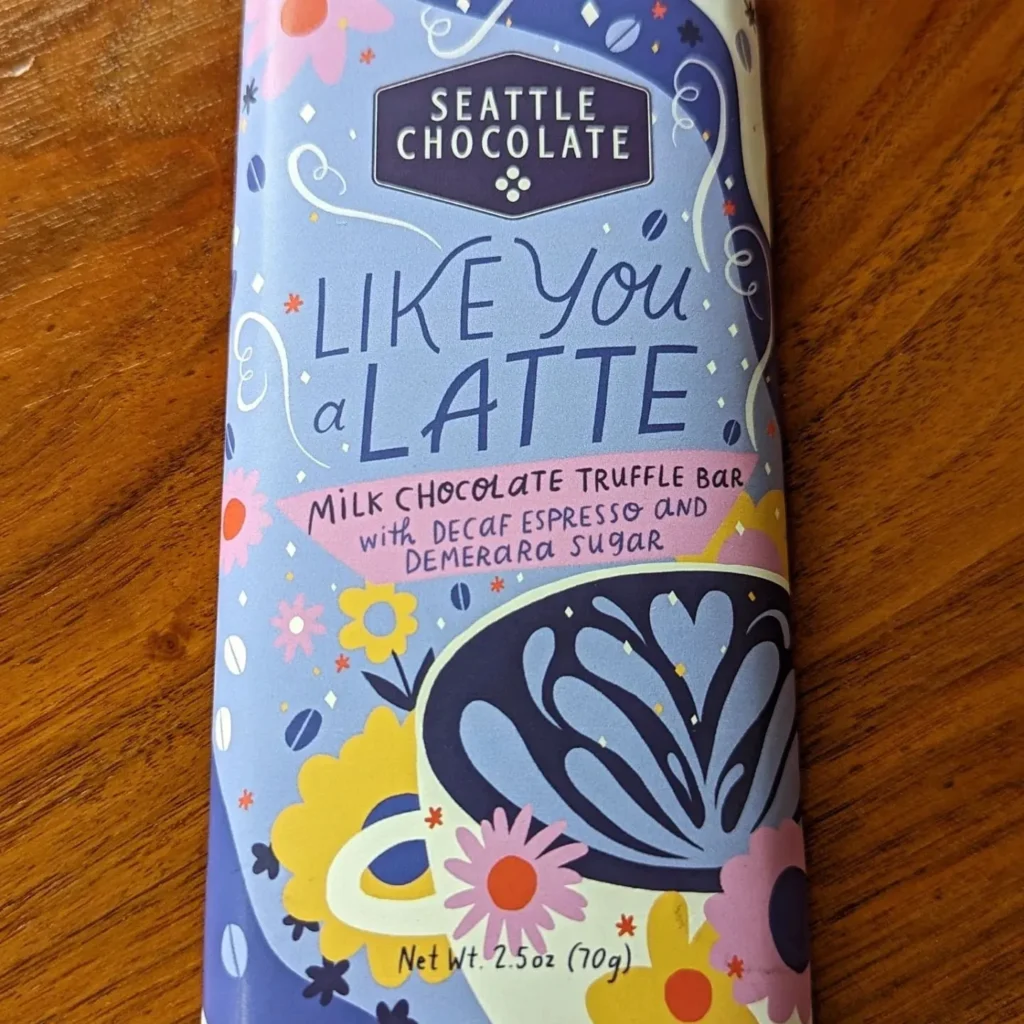 SEATTLE
CHOCOLATE
LIKE You
a LATTE
MiLK CHOCOLATE TRUFFLE BAR
with DECAF ESPRESSO aND
DEMERARA SugaR
Net Wt. 2.5oz (70g)